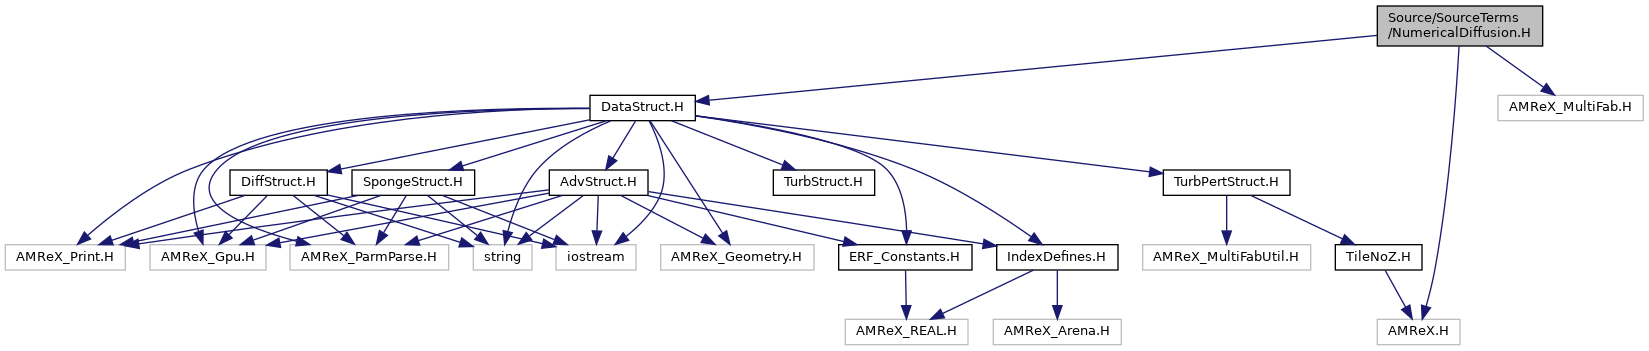 Source/SourceTerms
/NumericalDiffusion.H
DataStruct.H
AMReX_MultiFab.H
DiffStruct.H
SpongeStruct.H
AdvStruct.H
TurbStruct.H
TurbPertStruct.H
AMReX_Print.H
AMReX_Gpu.H
AMReX_ParmParse.H
string
iostream
AMReX_Geometry.H
ERF_Constants.H
IndexDefines.H
AMReX_MultiFabUtil.H
TileNoZ.H
AMReX_REAL.H
AMReX_Arena.H
AMReX.H